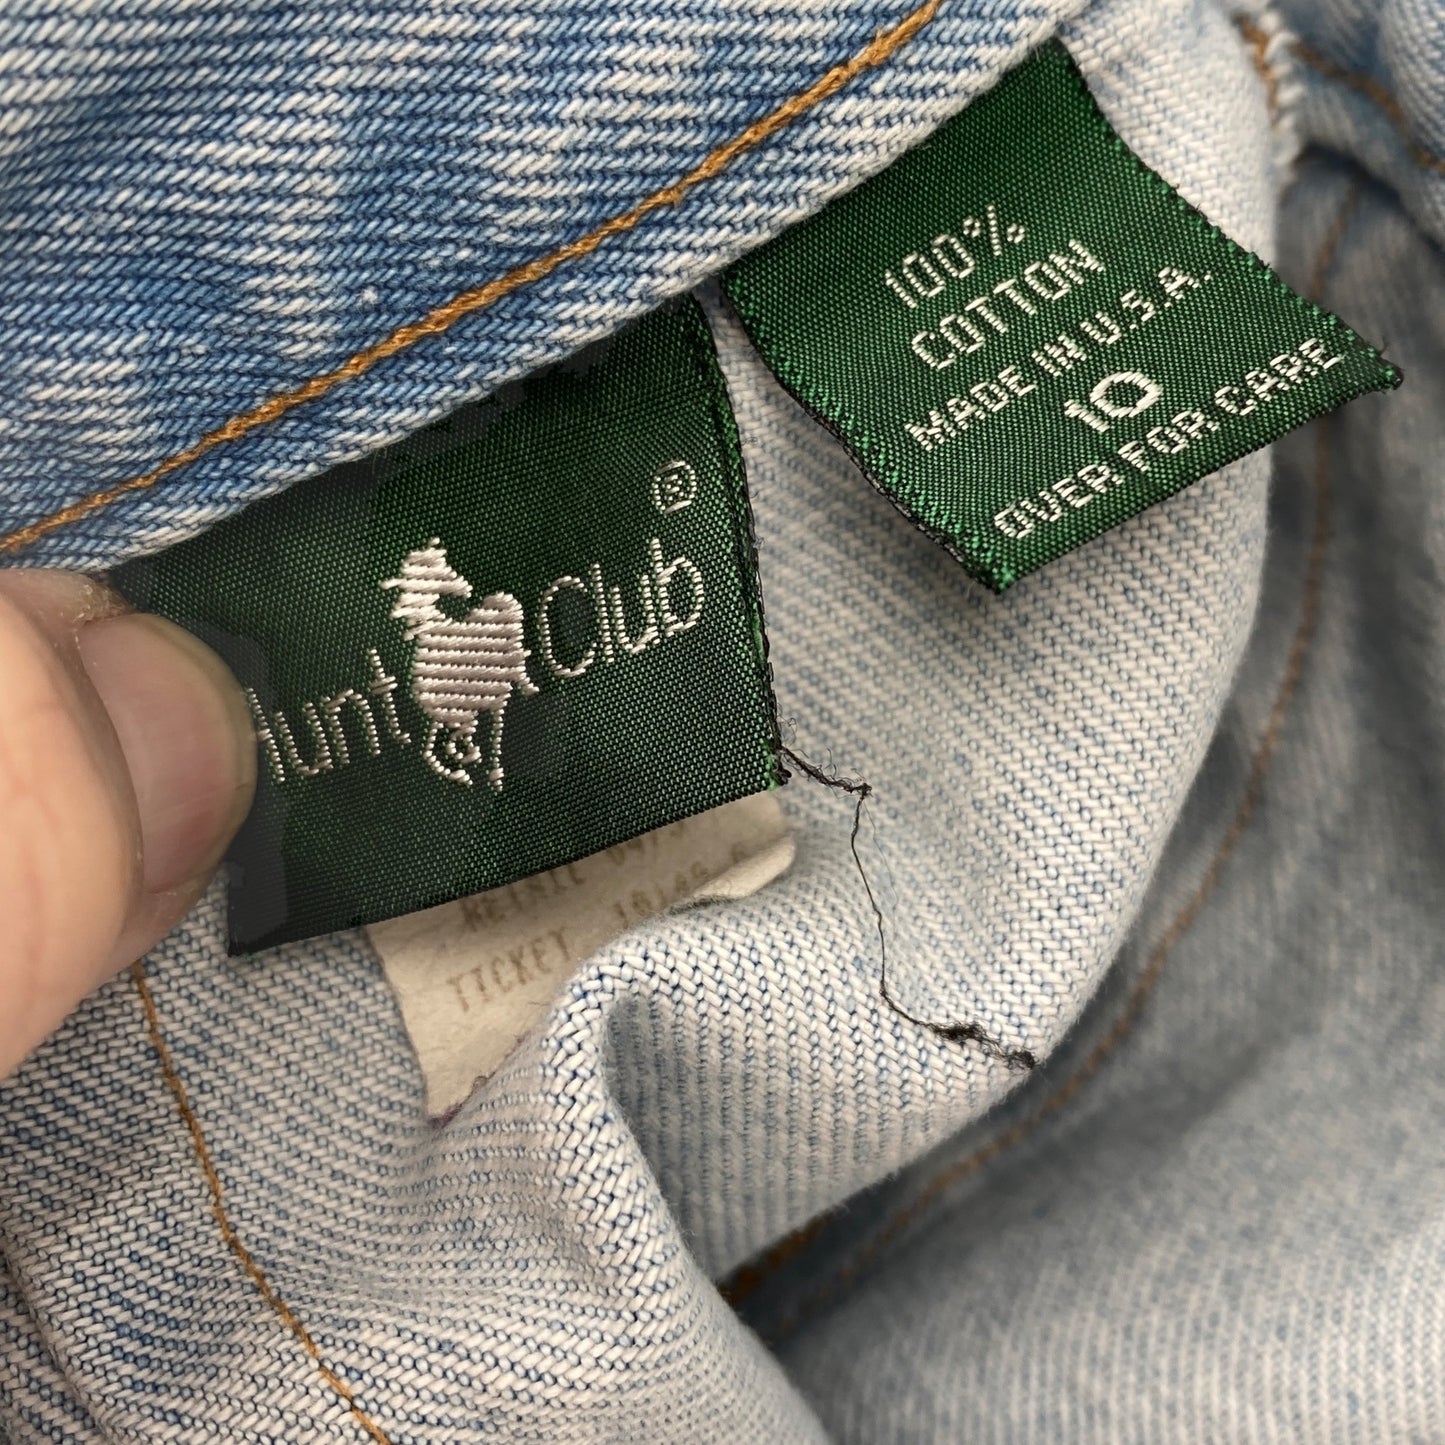 Hunt Club ®
100%
COTTON
MADE IN U.S.A.
10
OVER FOR CARE
TICKET